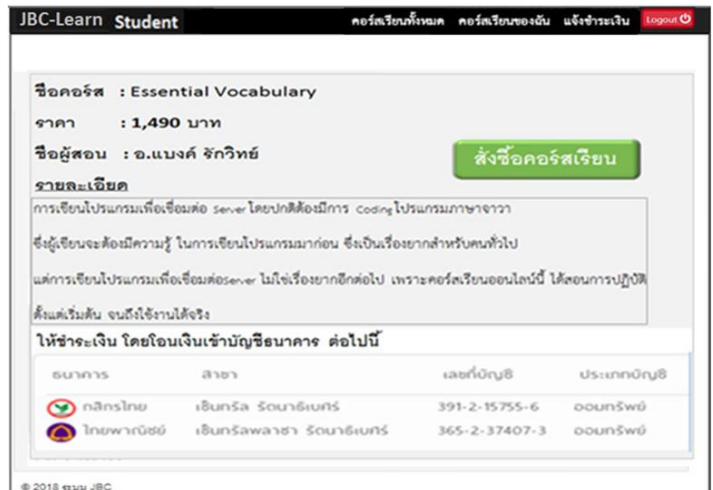 JBC-Learn Student คอร์สเรียนทั้งหมด คอร์สเรียนของฉัน แจ้งชำระเงิน Logout
ชื่อคอร์ส : Essential Vocabulary
ราคา : 1,490 บาท
ชื่อผู้สอน : อ.แบงค์ รักวิทย์
สั่งซื้อคอร์สเรียน
รายละเอียด
การเขียนโปรแกรมเพื่อเชื่อมต่อ Server โดยปกติต้องมีการ Coding โปรแกรมภาษาจาวา
ซึ่งผู้เขียนจะต้องมีความรู้ ในการเขียนโปรแกรมมาก่อน ซึ่งเป็นเรื่องยากสำหรับคนทั่วไป
แต่การเขียนโปรแกรมเพื่อเชื่อมต่อServer ไม่ใช่เรื่องยากอีกต่อไป เพราะคอร์สเรียนออนไลน์นี้ ได้สอนการปฏิบัติ
ตั้งแต่เริ่มต้น จนถึงใช้งานได้จริง
ให้ชำระเงิน โดยโอนเงินเข้าบัญชีธนาคาร ต่อไปนี้
ธนาคาร สาขา เลขที่บัญชี ประเภทบัญชี
กสิกรไทย เซ็นทรัล รัตนาธิเบศร์ 391-2-15755-6 ออมทรัพย์
ไทยพาณิชย์ เซ็นทรัลพลาซา รัตนาธิเบศร์ 365-2-37407-3 ออมทรัพย์
© 2018 ระบบ JBC